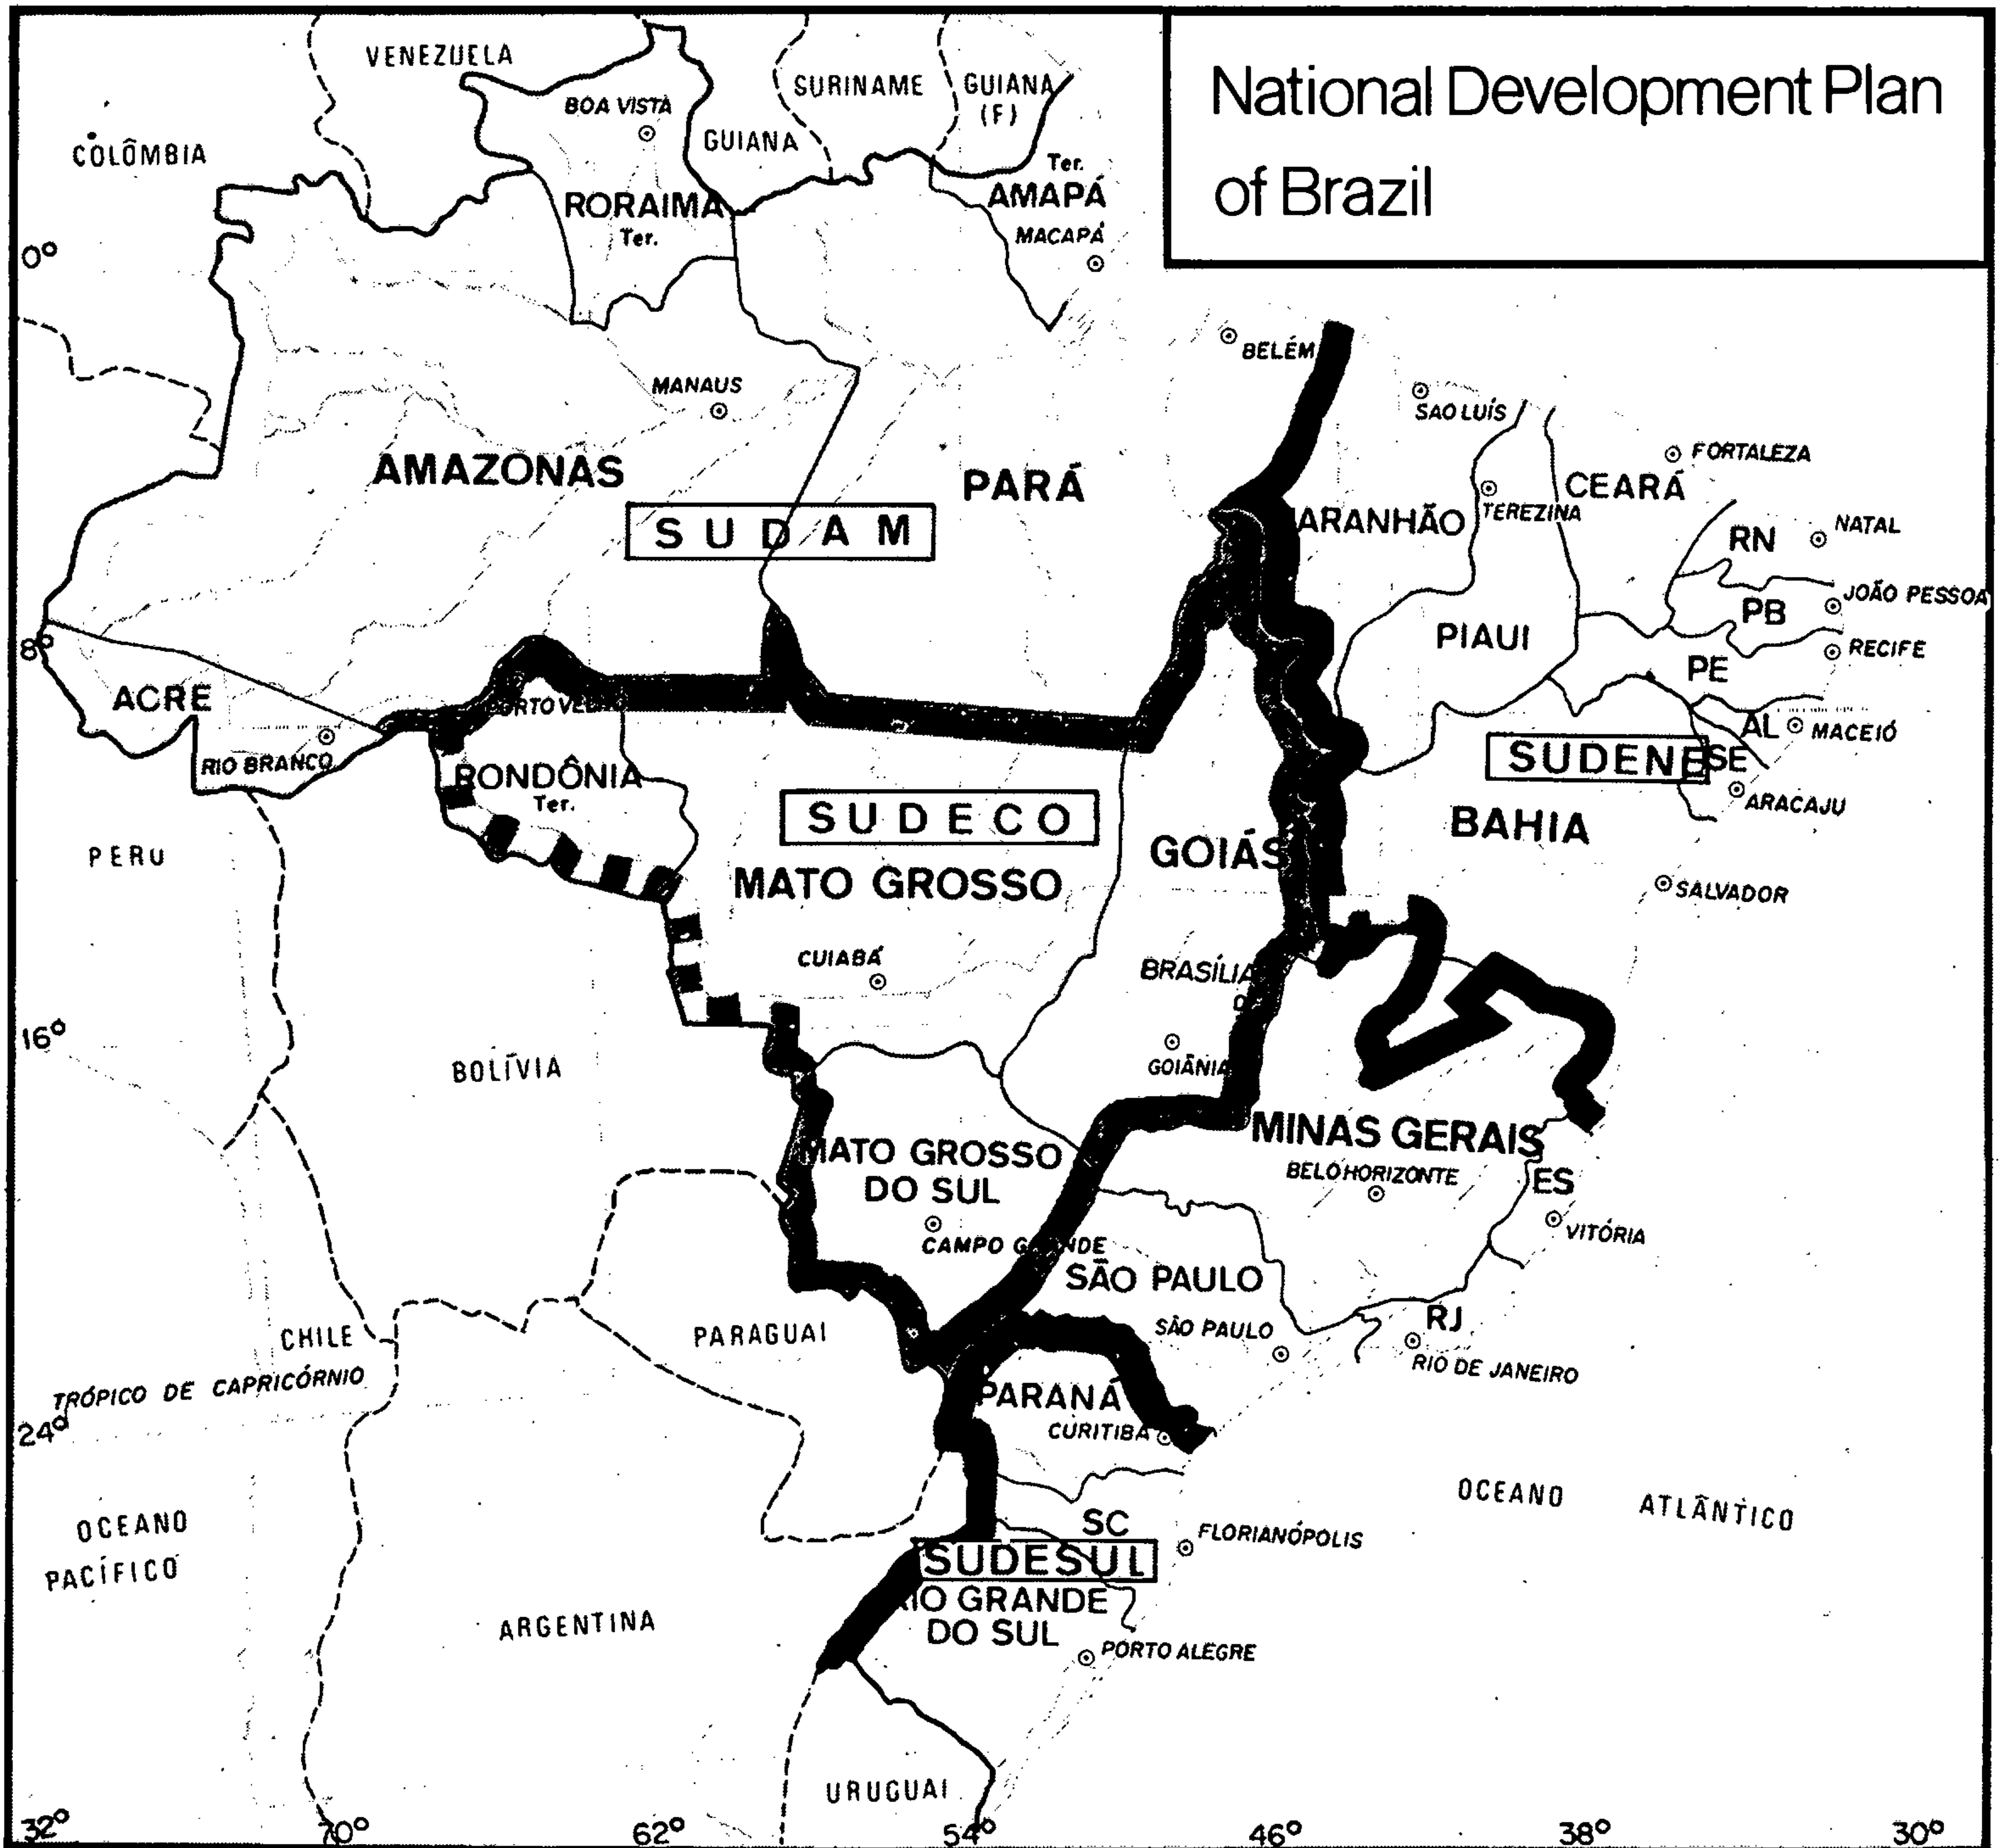 National Development Plan
of Brazil
VENEZUELA
COLÔMBIA
BOA VISTA
GUIANA
SURINAME
GUIANA
(F)
RORAIMA
Ter.
Ter.
AMAPÁ
MACAPÁ
0°
BELÉM
SAO LUÍS
MANAUS
AMAZONAS
PARÁ
SUDAM
ARANHÃO
TEREZINA
CEARÁ
FORTALEZA
RN
NATAL
PB
JOÃO PESSOA
PIAUI
PE
RECIFE
8°
ACRE
RIO BRANCO
PORTO VELHO
RONDÔNIA
Ter.
AL
MACEIÓ
SUDENE
SE
ARACAJU
SUDECO
MATO GROSSO
GOIÁS
BAHIA
SALVADOR
PERU
CUIABÁ
BRASÍLIA
D
16°
BOLÍVIA
GOIÂNIA
MINAS GERAIS
BELO HORIZONTE
ES
VITÓRIA
MATO GROSSO
DO SUL
CAMPO GRANDE
SÃO PAULO
SÃO PAULO
RJ
RIO DE JANEIRO
CHILE
PARAGUAI
TRÓPICO DE CAPRICÓRNIO
24°
PARANÁ
CURITIBA
OCEANO
PACÍFICO
OCEANO ATLÂNTICO
SC
FLORIANÓPOLIS
SUDESUL
RIO GRANDE
DO SUL
PORTO ALEGRE
ARGENTINA
URUGUAI
32°
70°
62°
54°
46°
38°
30°